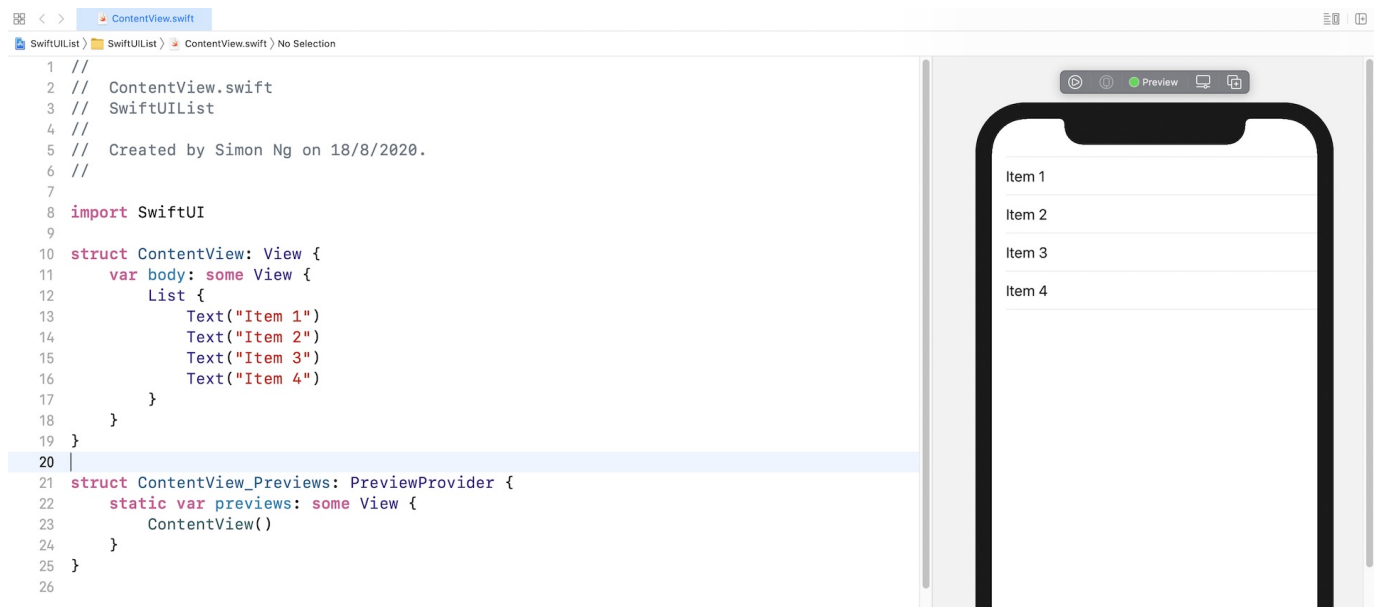 ContentView.swift
SwiftUIList 〉 SwiftUIList 〉 ContentView.swift 〉 No Selection
1 //
2 //  ContentView.swift
3 //  SwiftUIList
4 //
5 //  Created by Simon Ng on 18/8/2020.
6 //
7
8 import SwiftUI
9
10 struct ContentView: View {
11     var body: some View {
12         List {
13             Text("Item 1")
14             Text("Item 2")
15             Text("Item 3")
16             Text("Item 4")
17         }
18     }
19 }
20
21 struct ContentView_Previews: PreviewProvider {
22     static var previews: some View {
23         ContentView()
24     }
25 }
26
Preview
Item 1
Item 2
Item 3
Item 4